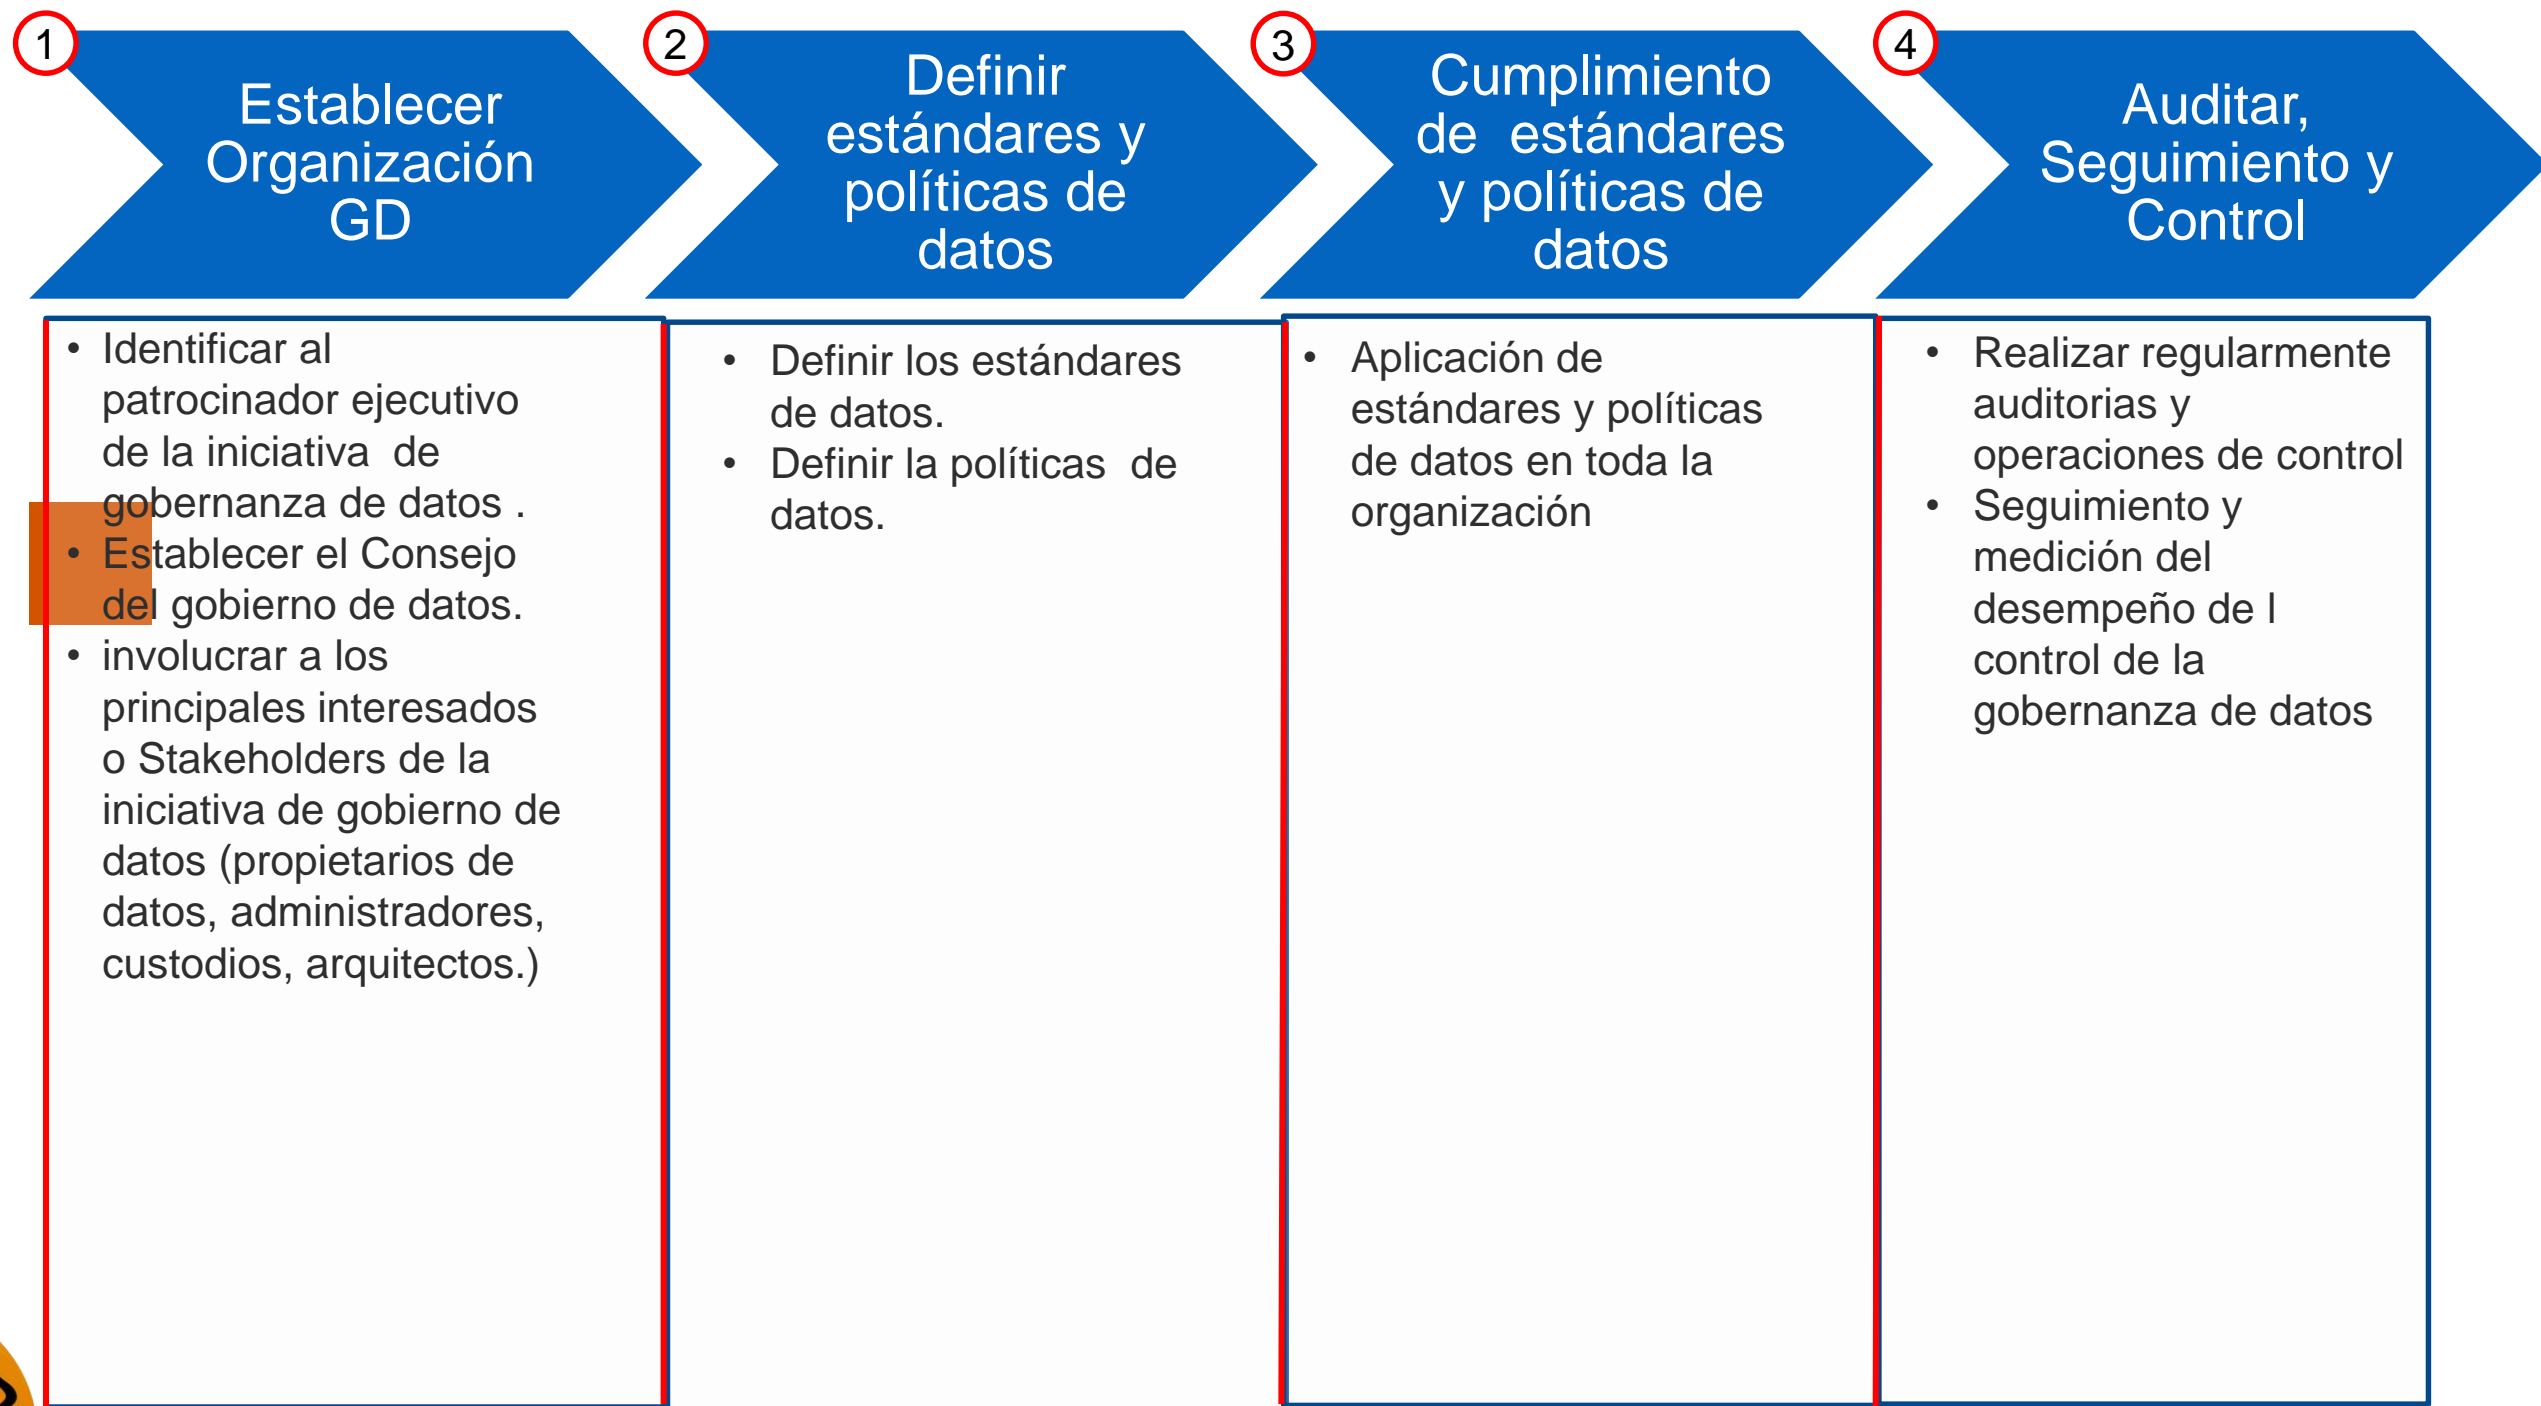 1
Establecer
Organización
GD
2
Definir
estándares y
políticas de
datos
3
Cumplimiento
de  estándares
y políticas de
datos
4
Auditar,
Seguimiento y
Control
• Identificar al
patrocinador ejecutivo
de la iniciativa  de
gobernanza de datos .
• Establecer el Consejo
del gobierno de datos.
• involucrar a los
principales interesados
o Stakeholders de la
iniciativa de gobierno de
datos (propietarios de
datos, administradores,
custodios, arquitectos.)
• Definir los estándares
de datos.
• Definir la políticas  de
datos.
• Aplicación de
estándares y políticas
de datos en toda la
organización
• Realizar regularmente
auditorias y
operaciones de control
• Seguimiento y
medición del
desempeño de l
control de la
gobernanza de datos